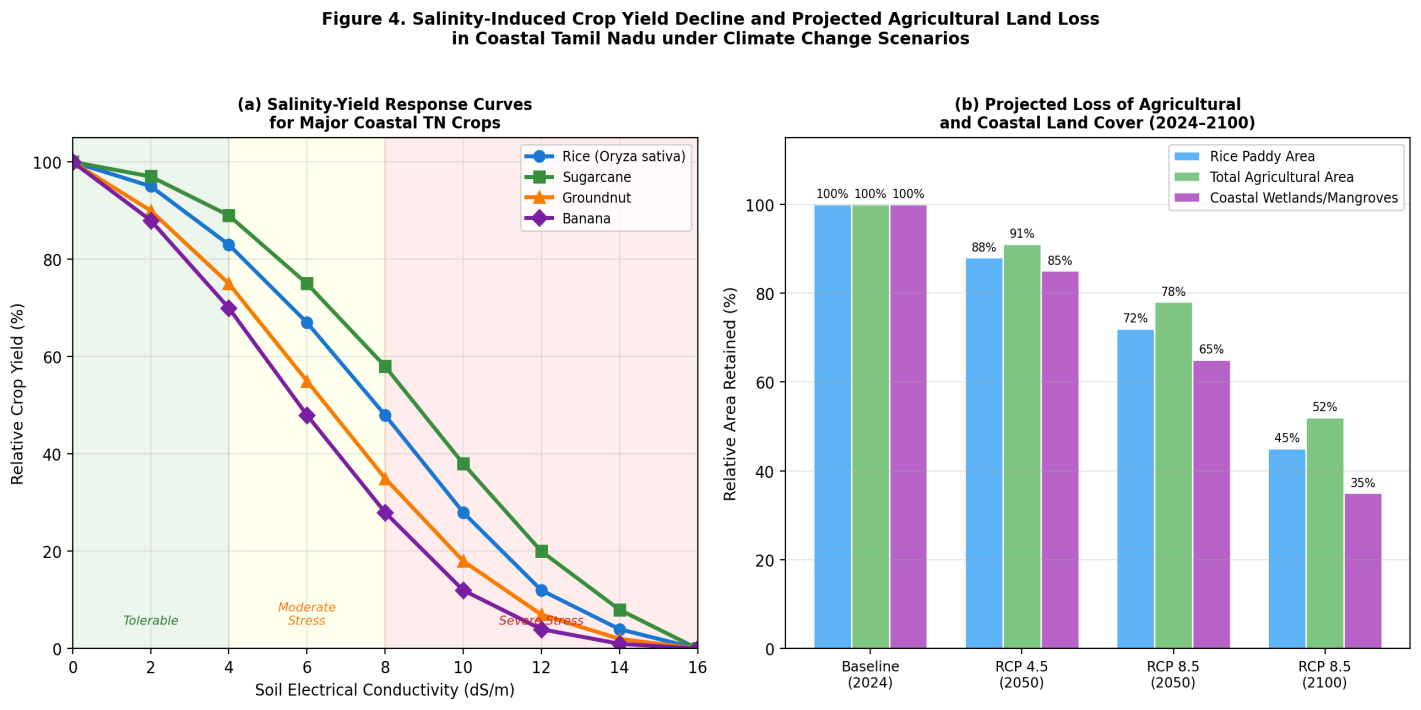 Figure 4. Salinity-Induced Crop Yield Decline and Projected Agricultural Land Loss
in Coastal Tamil Nadu under Climate Change Scenarios
(a) Salinity-Yield Response Curves
for Major Coastal TN Crops
Relative Crop Yield (%)
100
80
60
40
20
0
Rice (Oryza sativa)
Sugarcane
Groundnut
Banana
Tolerable
Moderate
Stress
Severe Stress
0 2 4 6 8 10 12 14 16
Soil Electrical Conductivity (dS/m)
(b) Projected Loss of Agricultural
and Coastal Land Cover (2024–2100)
Relative Area Retained (%)
100
80
60
40
20
0
Rice Paddy Area
Total Agricultural Area
Coastal Wetlands/Mangroves
100% 100% 100%
88% 91% 85%
72% 78% 65%
45% 52% 35%
Baseline
(2024)
RCP 4.5
(2050)
RCP 8.5
(2050)
RCP 8.5
(2100)